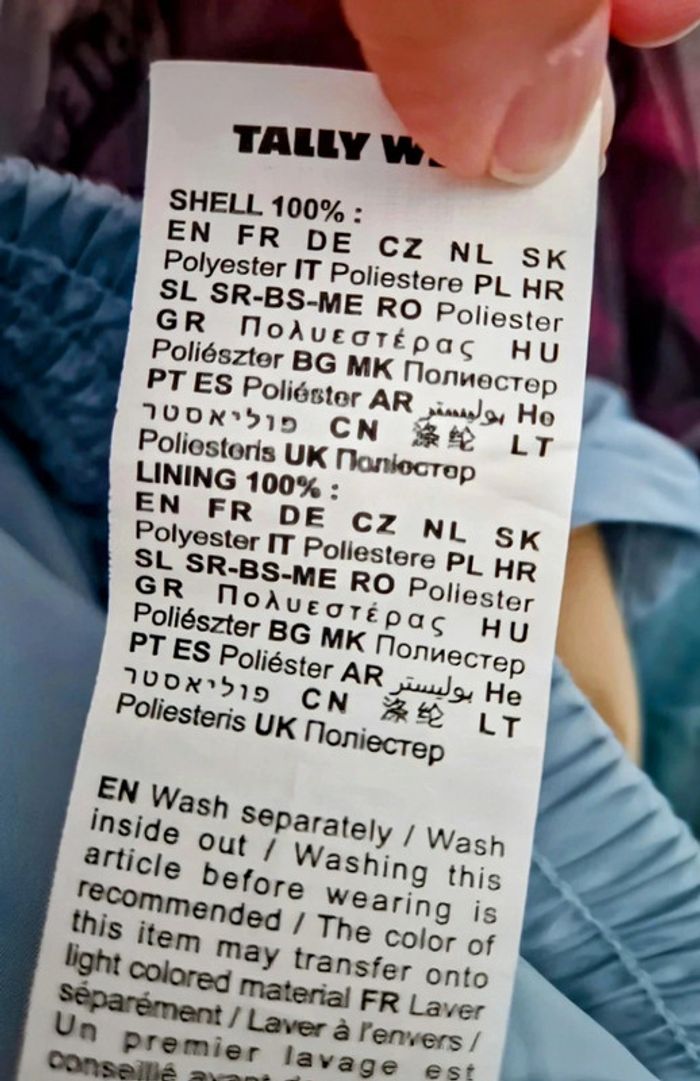 TALLY
SHELL 100% :
EN FR DE CZ NL SK
Polyester IT Poliestere PL HR
SL SR-BS-ME RO Poliester
GR Πολυεστέρας HU
Poliészter BG MK Полиестер
PT ES Poliéster AR بوليستر He
פוליאסטר CN 涤纶 LT
Poliesteris UK Поліестер
LINING 100% :
EN FR DE CZ NL SK
Polyester IT Poliestere PL HR
SL SR-BS-ME RO Poliester
GR Πολυεστέρας HU
Poliészter BG MK Полиестер
PT ES Poliéster AR بوليستر He
פוליאסטר CN 涤纶 LT
Poliesteris UK Поліестер
EN Wash separately / Wash
inside out / Washing this
article before wearing is
recommended / The color of
this item may transfer onto
light colored material FR Laver
séparément / Laver à l'envers /
Un premier lavage est
conseillé avant